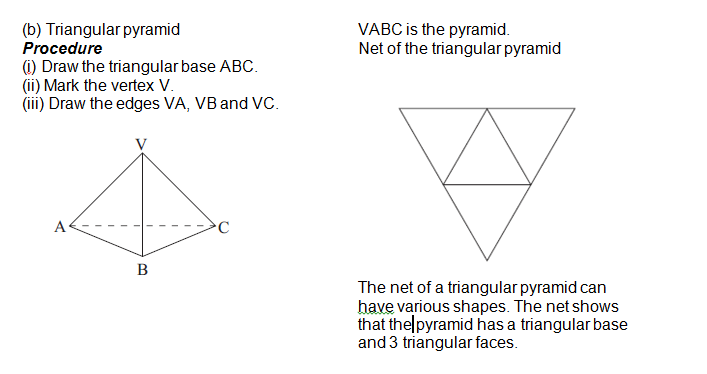 (b) Triangular pyramid
Procedure
(i) Draw the triangular base ABC.
(ii) Mark the vertex V.
(iii) Draw the edges VA, VB and VC.
V
A
C
B
VABC is the pyramid.
Net of the triangular pyramid
The net of a triangular pyramid can
have various shapes. The net shows
that the pyramid has a triangular base
and 3 triangular faces.